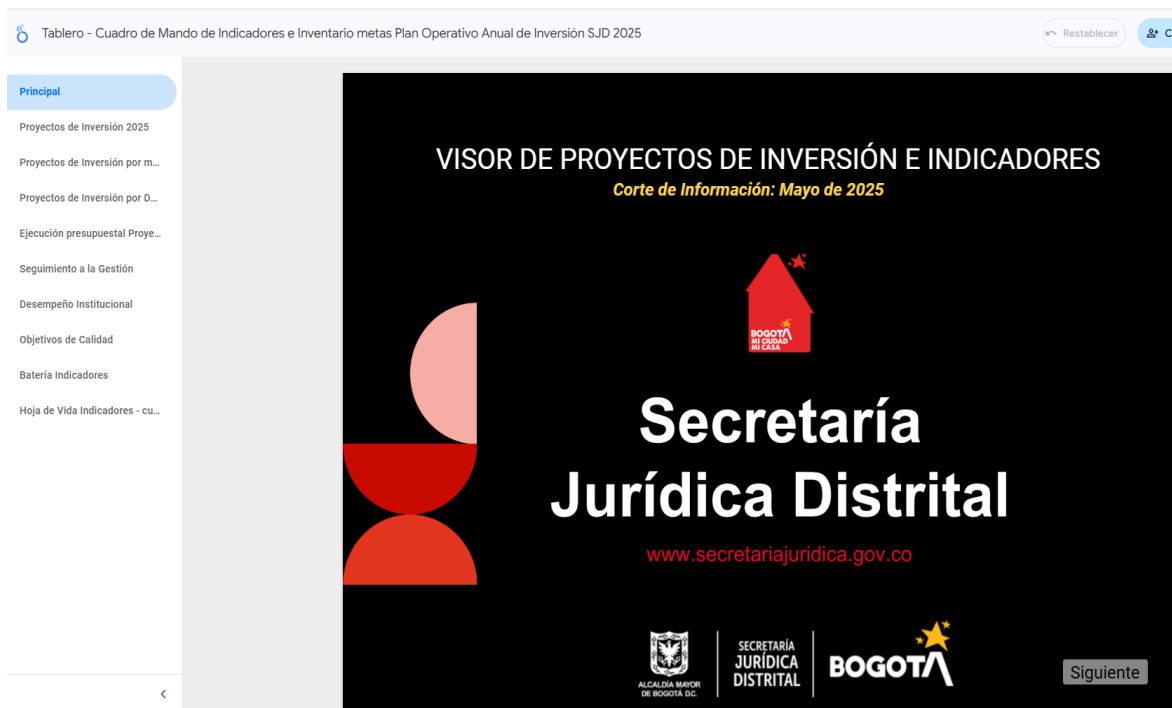 Tablero - Cuadro de Mando de Indicadores e Inventario metas Plan Operativo Anual de Inversión SJD 2025
Restablecer
C
Principal
Proyectos de Inversión 2025
Proyectos de Inversión por m...
Proyectos de Inversión por D...
Ejecución presupuestal Proye...
Seguimiento a la Gestión
Desempeño Institucional
Objetivos de Calidad
Batería Indicadores
Hoja de Vida Indicadores - cu...
VISOR DE PROYECTOS DE INVERSIÓN E INDICADORES
Corte de Información: Mayo de 2025
BOGOTÁ
MI CIUDAD
MI CASA
Secretaría
Jurídica Distrital
www.secretariajuridica.gov.co
ALCALDÍA MAYOR
DE BOGOTÁ D.C.
SECRETARÍA
JURÍDICA
DISTRITAL
BOGOTÁ
Siguiente